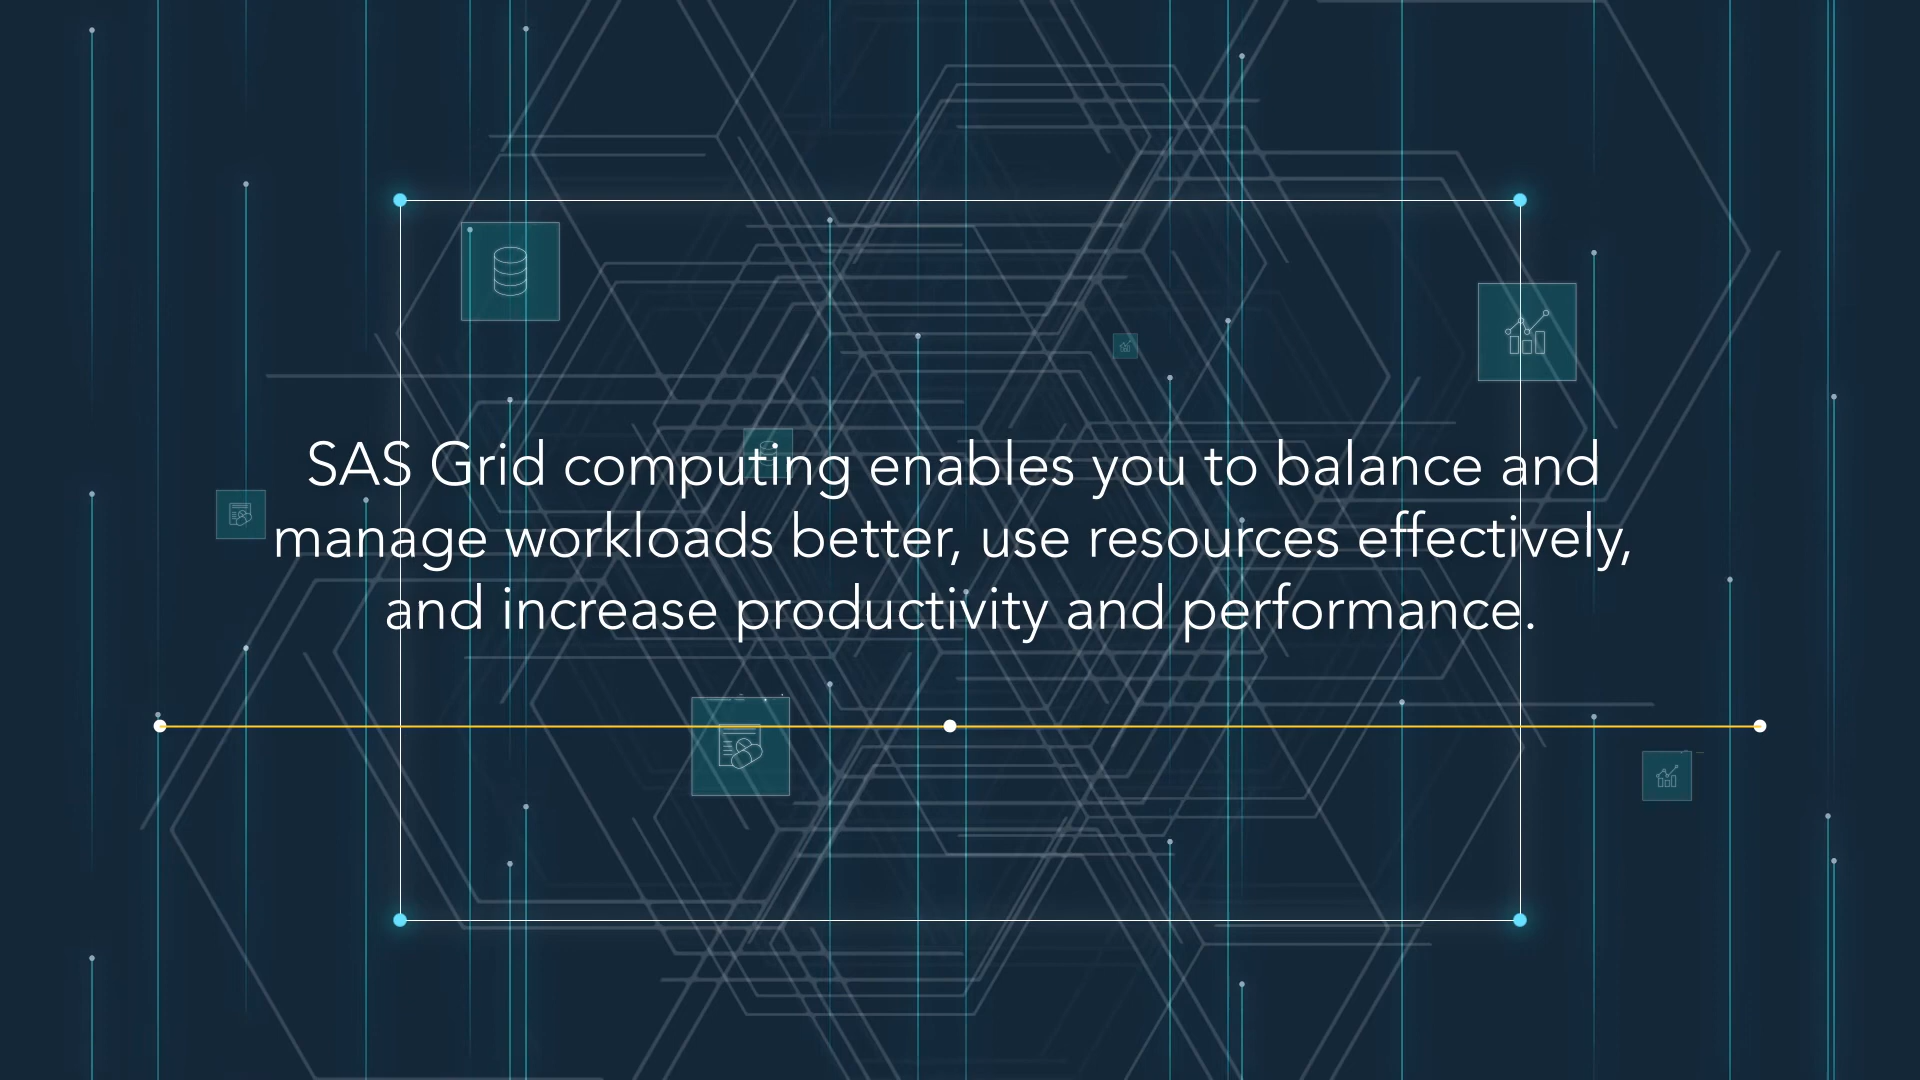 SAS Grid computing enables you to balance and
manage workloads better, use resources effectively,
and increase productivity and performance.